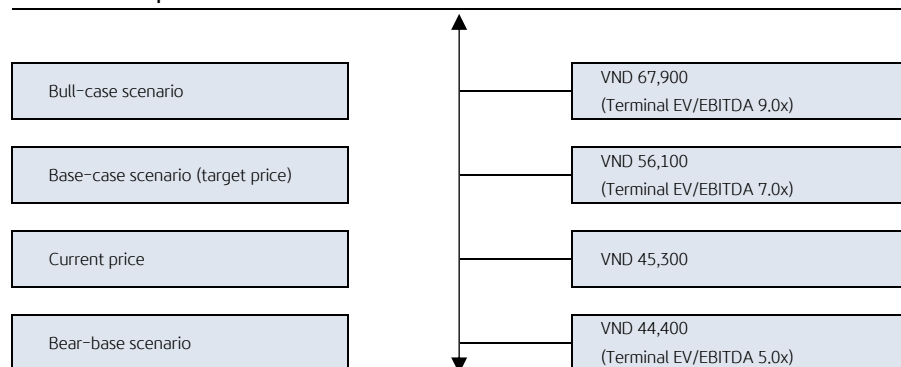 Bull-case scenario
VND 67,900
(Terminal EV/EBITDA 9.0x)
Base-case scenario (target price)
VND 56,100
(Terminal EV/EBITDA 7.0x)
Current price
VND 45,300
Bear-base scenario
VND 44,400
(Terminal EV/EBITDA 5.0x)